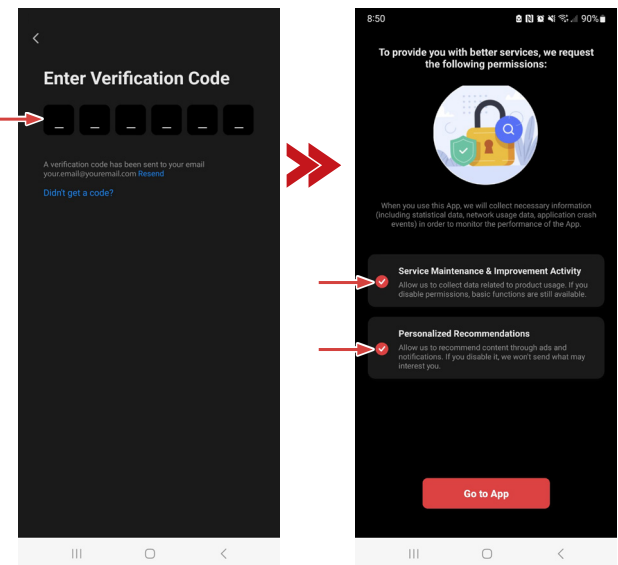 Enter Verification Code
A verification code has been sent to your email
your.email@youremail.com Resend
Didn't get a code?
8:50
90%
To provide you with better services, we request
the following permissions:
When you use this App, we will collect necessary information
(including statistical data, network usage data, application crash
events) in order to monitor the performance of the App.
Service Maintenance & Improvement Activity
Allow us to collect data related to product usage. If you
disable permissions, basic functions are still available.
Personalized Recommendations
Allow us to recommend content through ads and
notifications. If you disable it, we won't send what may
interest you.
Go to App